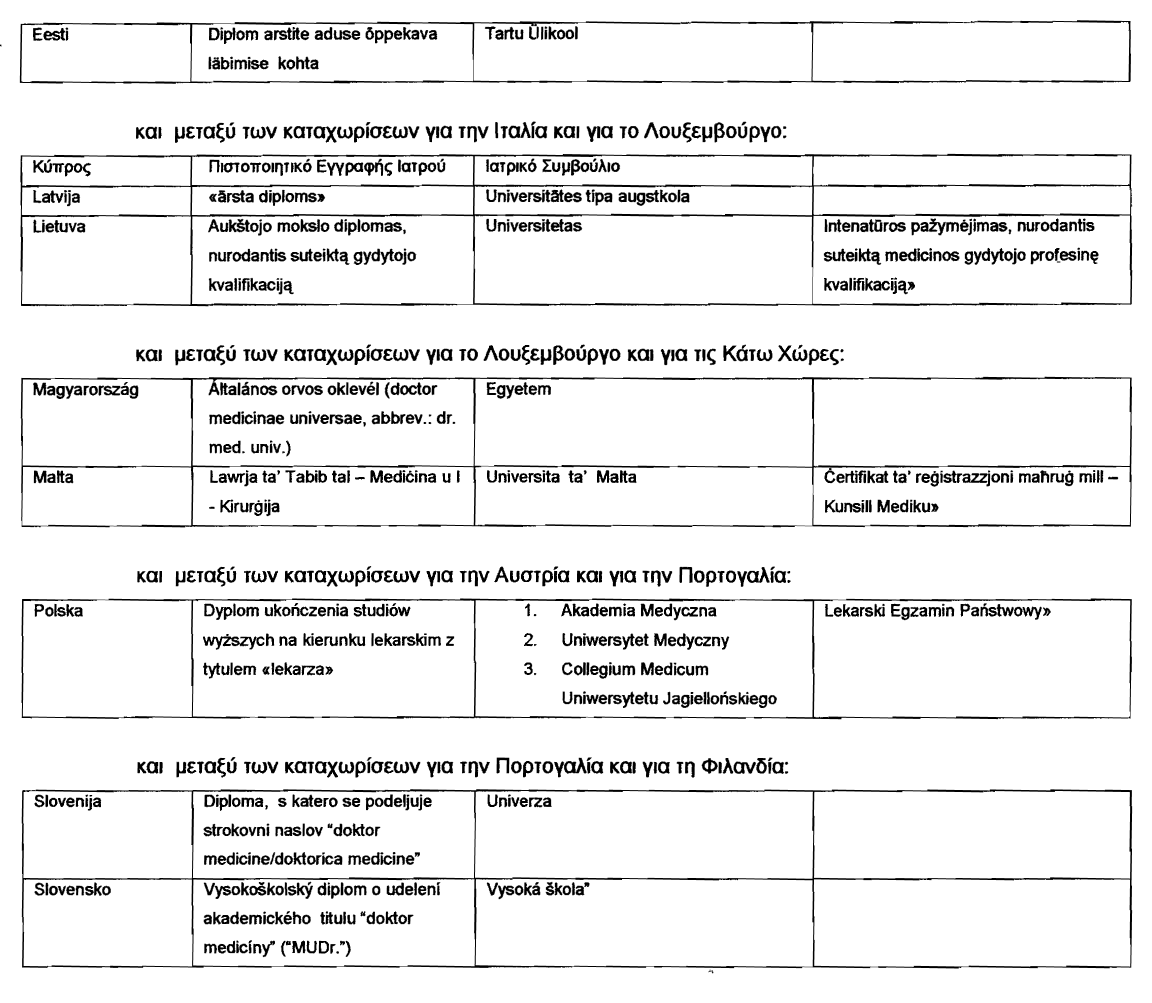 Eesti Diplom arstite aduse õppekava Tartu Ülikool
läbimise kohta
και μεταξύ των καταχωρίσεων για την Ιταλία και για το Λουξεμβούργο:
Κύπρος Πιστοποιητικό Εγγραφής Ιατρού Ιατρικό Συμβούλιο
Latvija «ārsta diploms» Universitātes tipa augstkola
Lietuva Aukštojo mokslo diplomas, Universitetas Intenatūros pažymėjimas, nurodantis
nurodantis suteiktą gydytojo suteiktą medicinos gydytojo profesinę
kvalifikaciją kvalifikaciją»
και μεταξύ των καταχωρίσεων για το Λουξεμβούργο και για τις Κάτω Χώρες:
Magyarország Általános orvos oklevél (doctor Egyetem
medicinae universae, abbrev.: dr.
med. univ.)
Malta Lawrja ta' Tabib tal – Mediċina u l Universita ta' Malta Ċertifikat ta' reġistrazzjoni maħruġ mill –
- Kirurġija Kunsill Mediku»
και μεταξύ των καταχωρίσεων για την Αυστρία και για την Πορτογαλία:
Polska Dyplom ukończenia studiów 1. Akademia Medyczna Lekarski Egzamin Państwowy»
wyższych na kierunku lekarskim z 2. Uniwersytet Medyczny
tytulem «lekarza» 3. Collegium Medicum
Uniwersytetu Jagiellońskiego
και μεταξύ των καταχωρίσεων για την Πορτογαλία και για τη Φιλανδία:
Slovenija Diploma, s katero se podeljuje Univerza
strokovni naslov "doktor
medicine/doktorica medicine"
Slovensko Vysokoškolský diplom o udelení Vysoká škola"
akademického titulu "doktor
medicíny" ("MUDr.")